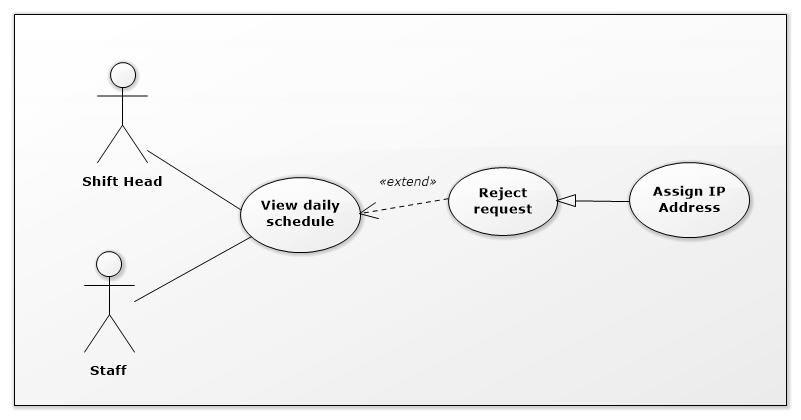 Shift Head
View daily
schedule
«extend»
Reject
request
Assign IP
Address
Staff